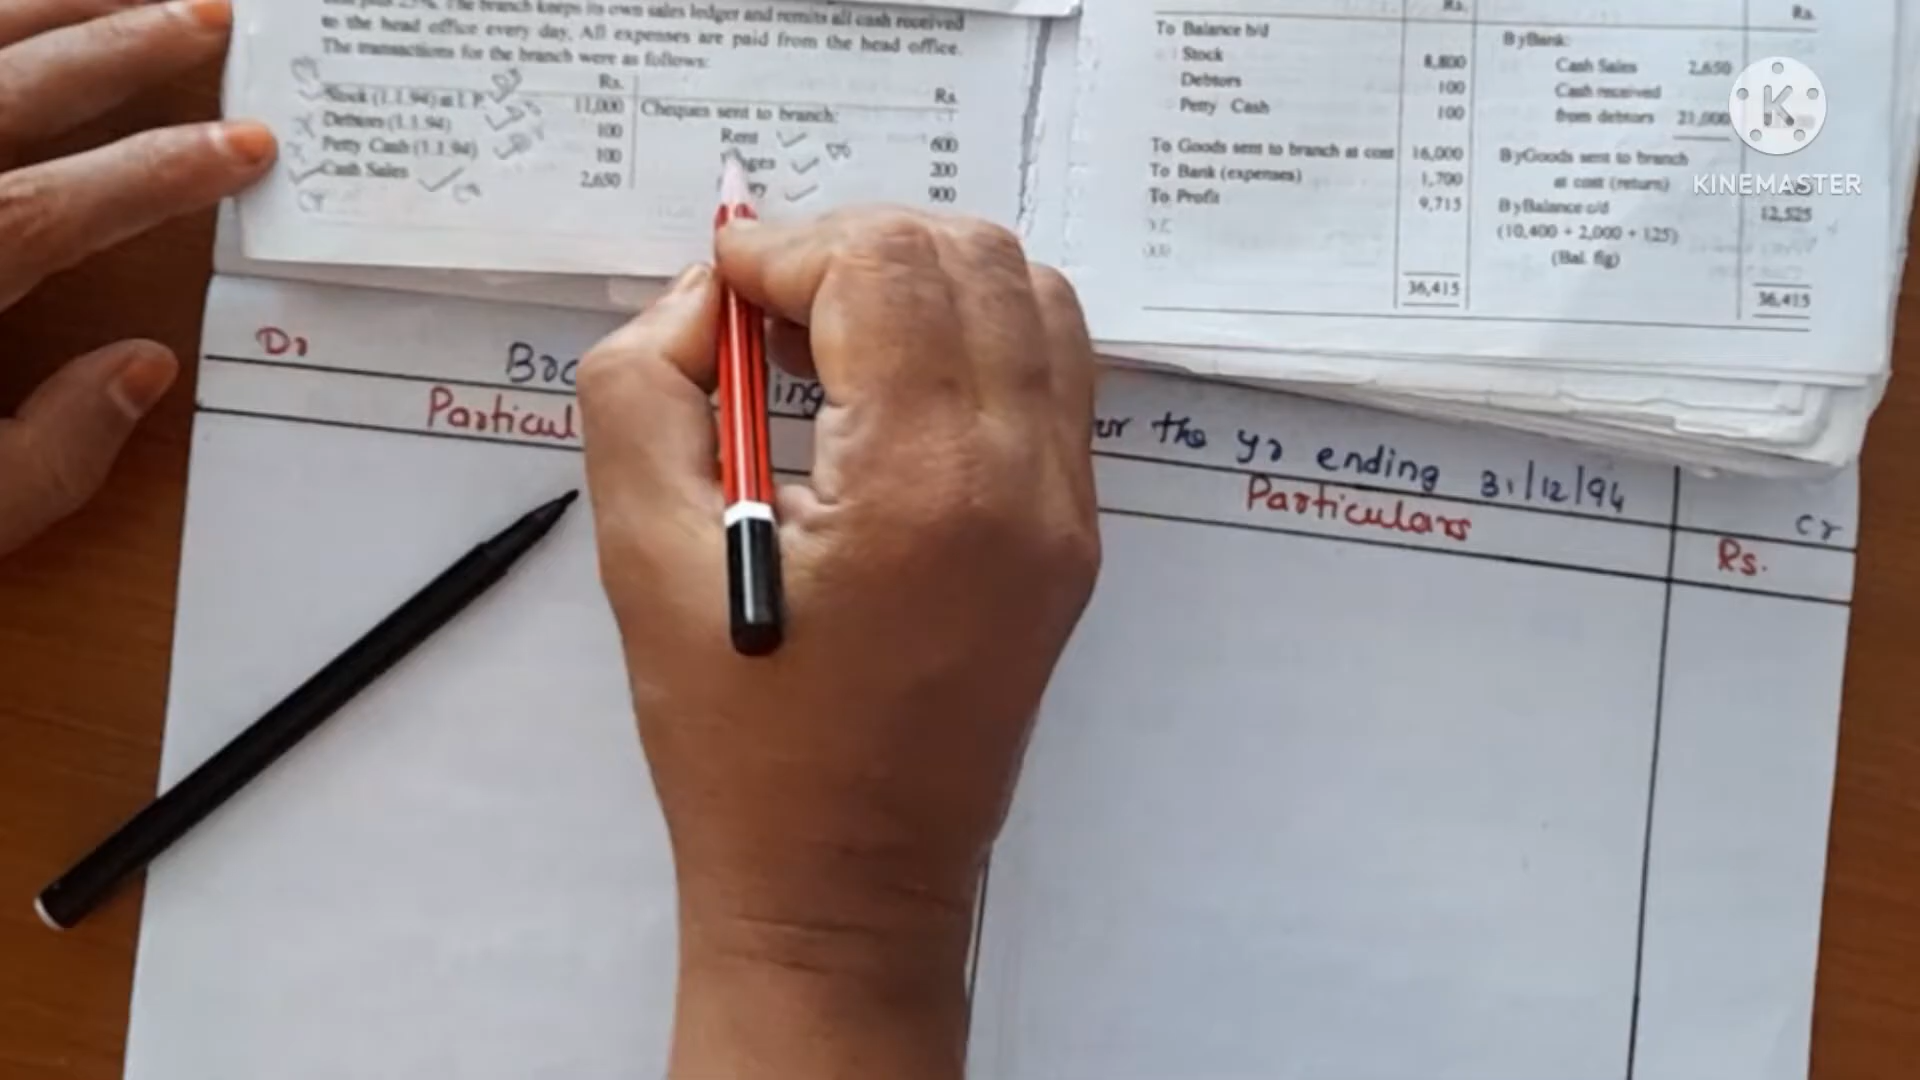 The branch keeps its own sales ledger and remits all cash received
to the head office every day. All expenses are paid from the head office.
The transactions for the branch were as follows:
Rs. Rs.
Stock (1.1.94) at I. P. 11,000 Cheques sent to branch:
Debtors (1.1.94) 100 Rent 600
Petty Cash (1.1.94) 100 200
Cash Sales 2,650 900
Rs. Rs.
To Balance b/d By Bank:
Stock 8,800 Cash Sales 2,650
Debtors 100 Cash received
Petty Cash 100 from debtors 21,000
To Goods sent to branch at cost 16,000 By Goods sent to branch
To Bank (expenses) 1,700 at cost (return)
To Profit 9,715 By Balance c/d 12,525
(10,400 + 2,000 + 125)
(Bal. fig)
36,415 36,415
KINEMASTER
Dr the yr ending 31/12/94 Cr
Particulars Rs.